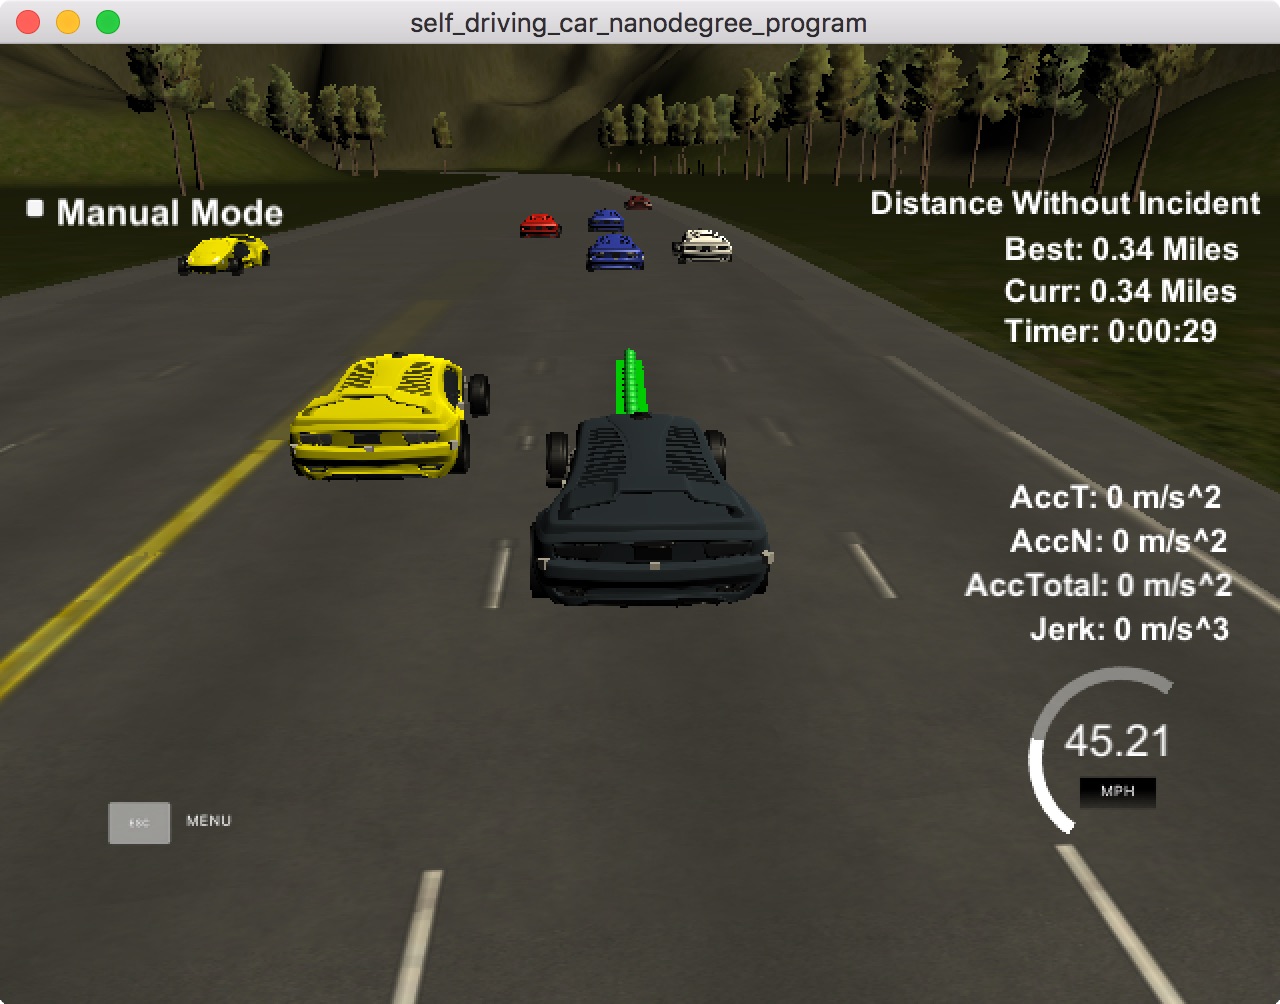 self_driving_car_nanodegree_program
Manual Mode
Distance Without Incident
Best: 0.34 Miles
Curr: 0.34 Miles
Timer: 0:00:29
AccT: 0 m/s^2
AccN: 0 m/s^2
AccTotal: 0 m/s^2
Jerk: 0 m/s^3
45.21
MPH
ESC MENU